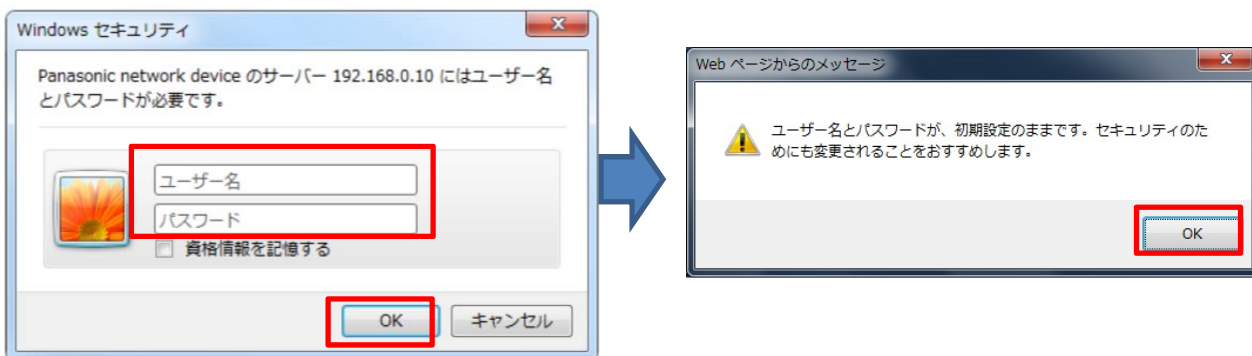 Windows セキュリティ
Panasonic network device のサーバー 192.168.0.10 にはユーザー名
とパスワードが必要です。
ユーザー名
パスワード
資格情報を記憶する
OK
キャンセル
Web ページからのメッセージ
ユーザー名とパスワードが、初期設定のままです。セキュリティのた
めにも変更されることをおすすめします。
OK